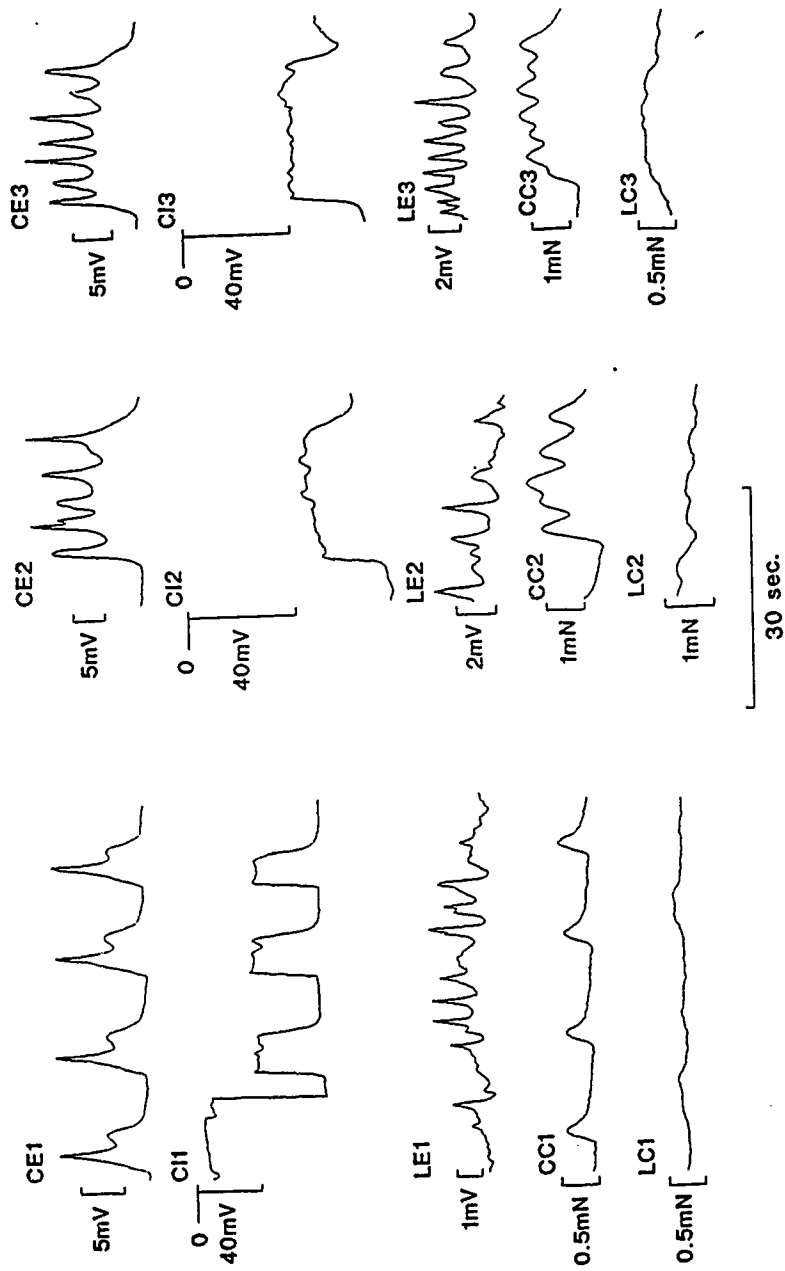 CE1
5mV
CI1
0
40mV
LE1
1mV
CC1
0.5mN
LC1
0.5mN
CE2
5mV
CI2
0
40mV
LE2
2mV
CC2
1mN
LC2
1mN
30 sec.
CE3
5mV
CI3
0
40mV
LE3
2mV
CC3
1mN
LC3
0.5mN